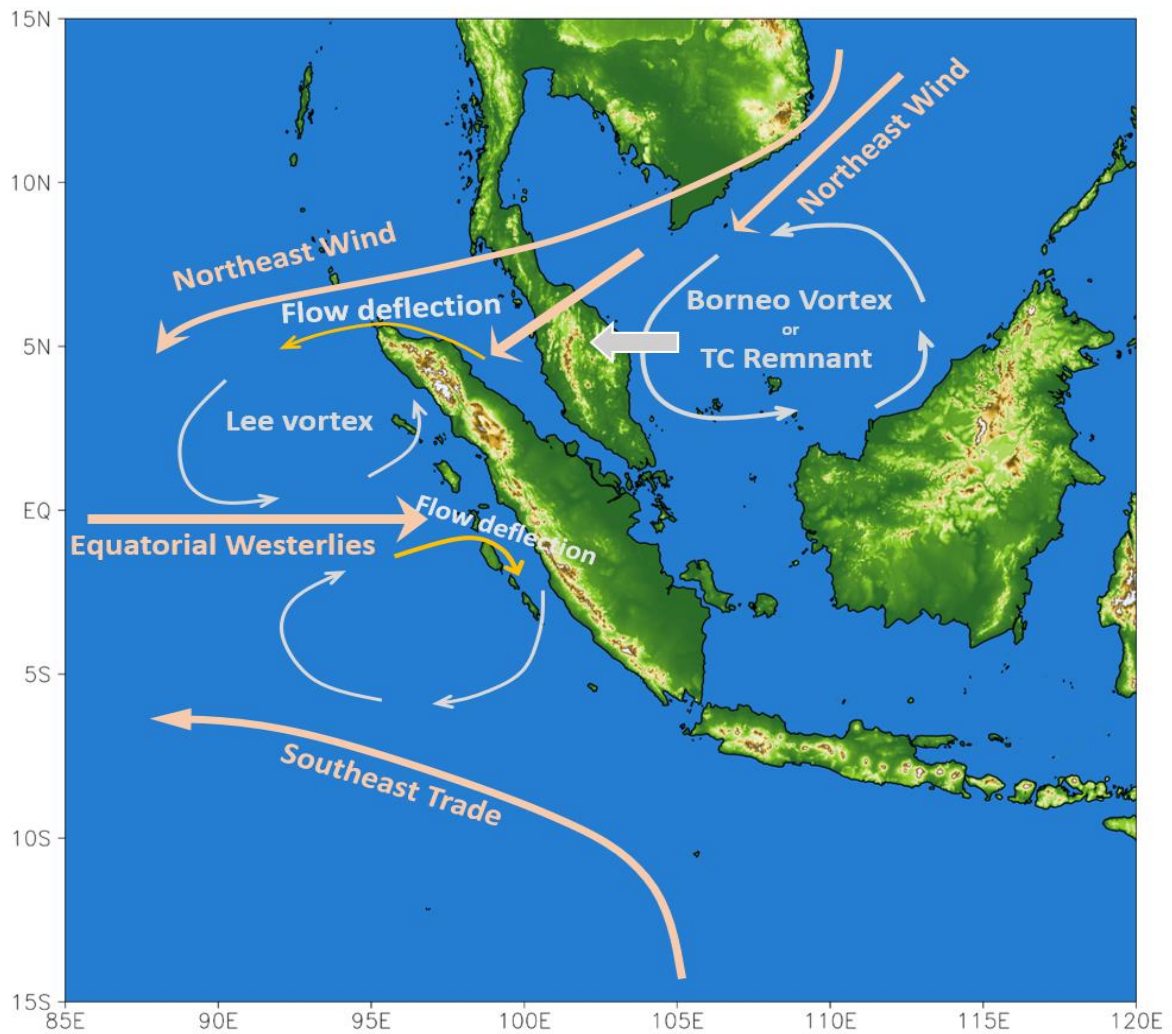 15N
10N
5N
EQ
5S
10S
15S
Northeast Wind
Northeast Wind
Flow deflection
Borneo Vortex
or
TC Remnant
Lee vortex
Flow deflection
Equatorial Westerlies
Southeast Trade
85E 90E 95E 100E 105E 110E 115E 120E